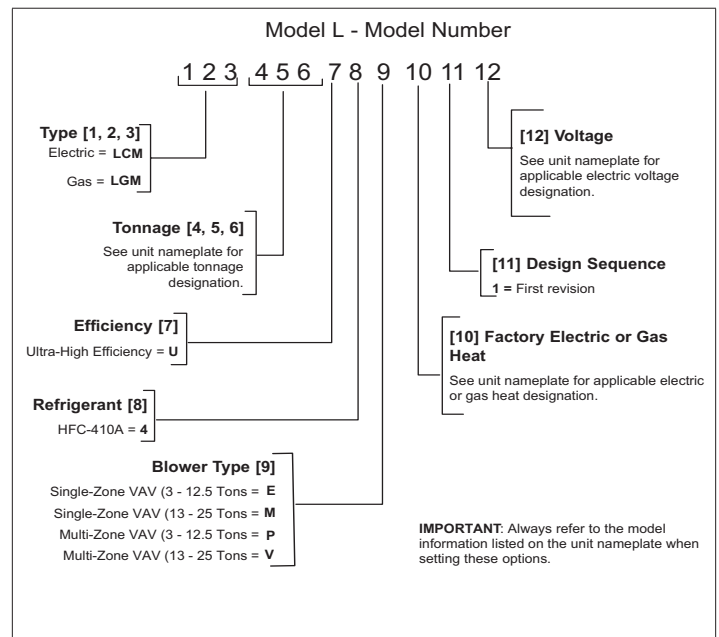 Model L - Model Number
1 2 3 4 5 6 7 8 9 10 11 12
Type [1, 2, 3]
Electric = LCM
Gas = LGM
Tonnage [4, 5, 6]
See unit nameplate for
applicable tonnage
designation.
Efficiency [7]
Ultra-High Efficiency = U
Refrigerant [8]
HFC-410A = 4
Blower Type [9]
Single-Zone VAV (3 - 12.5 Tons = E
Single-Zone VAV (13 - 25 Tons = M
Multi-Zone VAV (3 - 12.5 Tons = P
Multi-Zone VAV (13 - 25 Tons = V
[12] Voltage
See unit nameplate for
applicable electric voltage
designation.
[11] Design Sequence
1 = First revision
[10] Factory Electric or Gas
Heat
See unit nameplate for applicable electric
or gas heat designation.
IMPORTANT: Always refer to the model
information listed on the unit nameplate when
setting these options.